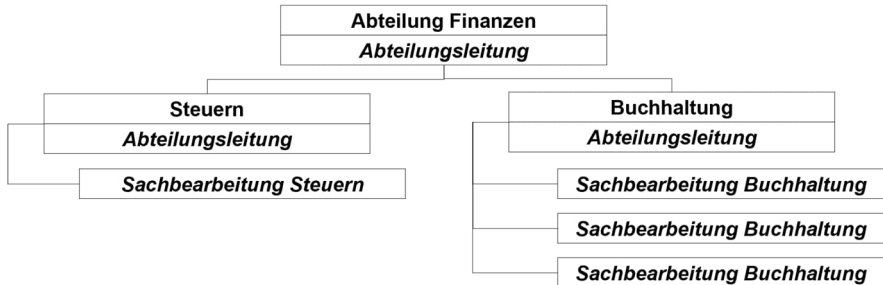 Abteilung Finanzen
Abteilungsleitung
Steuern
Abteilungsleitung
Sachbearbeitung Steuern
Buchhaltung
Abteilungsleitung
Sachbearbeitung Buchhaltung
Sachbearbeitung Buchhaltung
Sachbearbeitung Buchhaltung